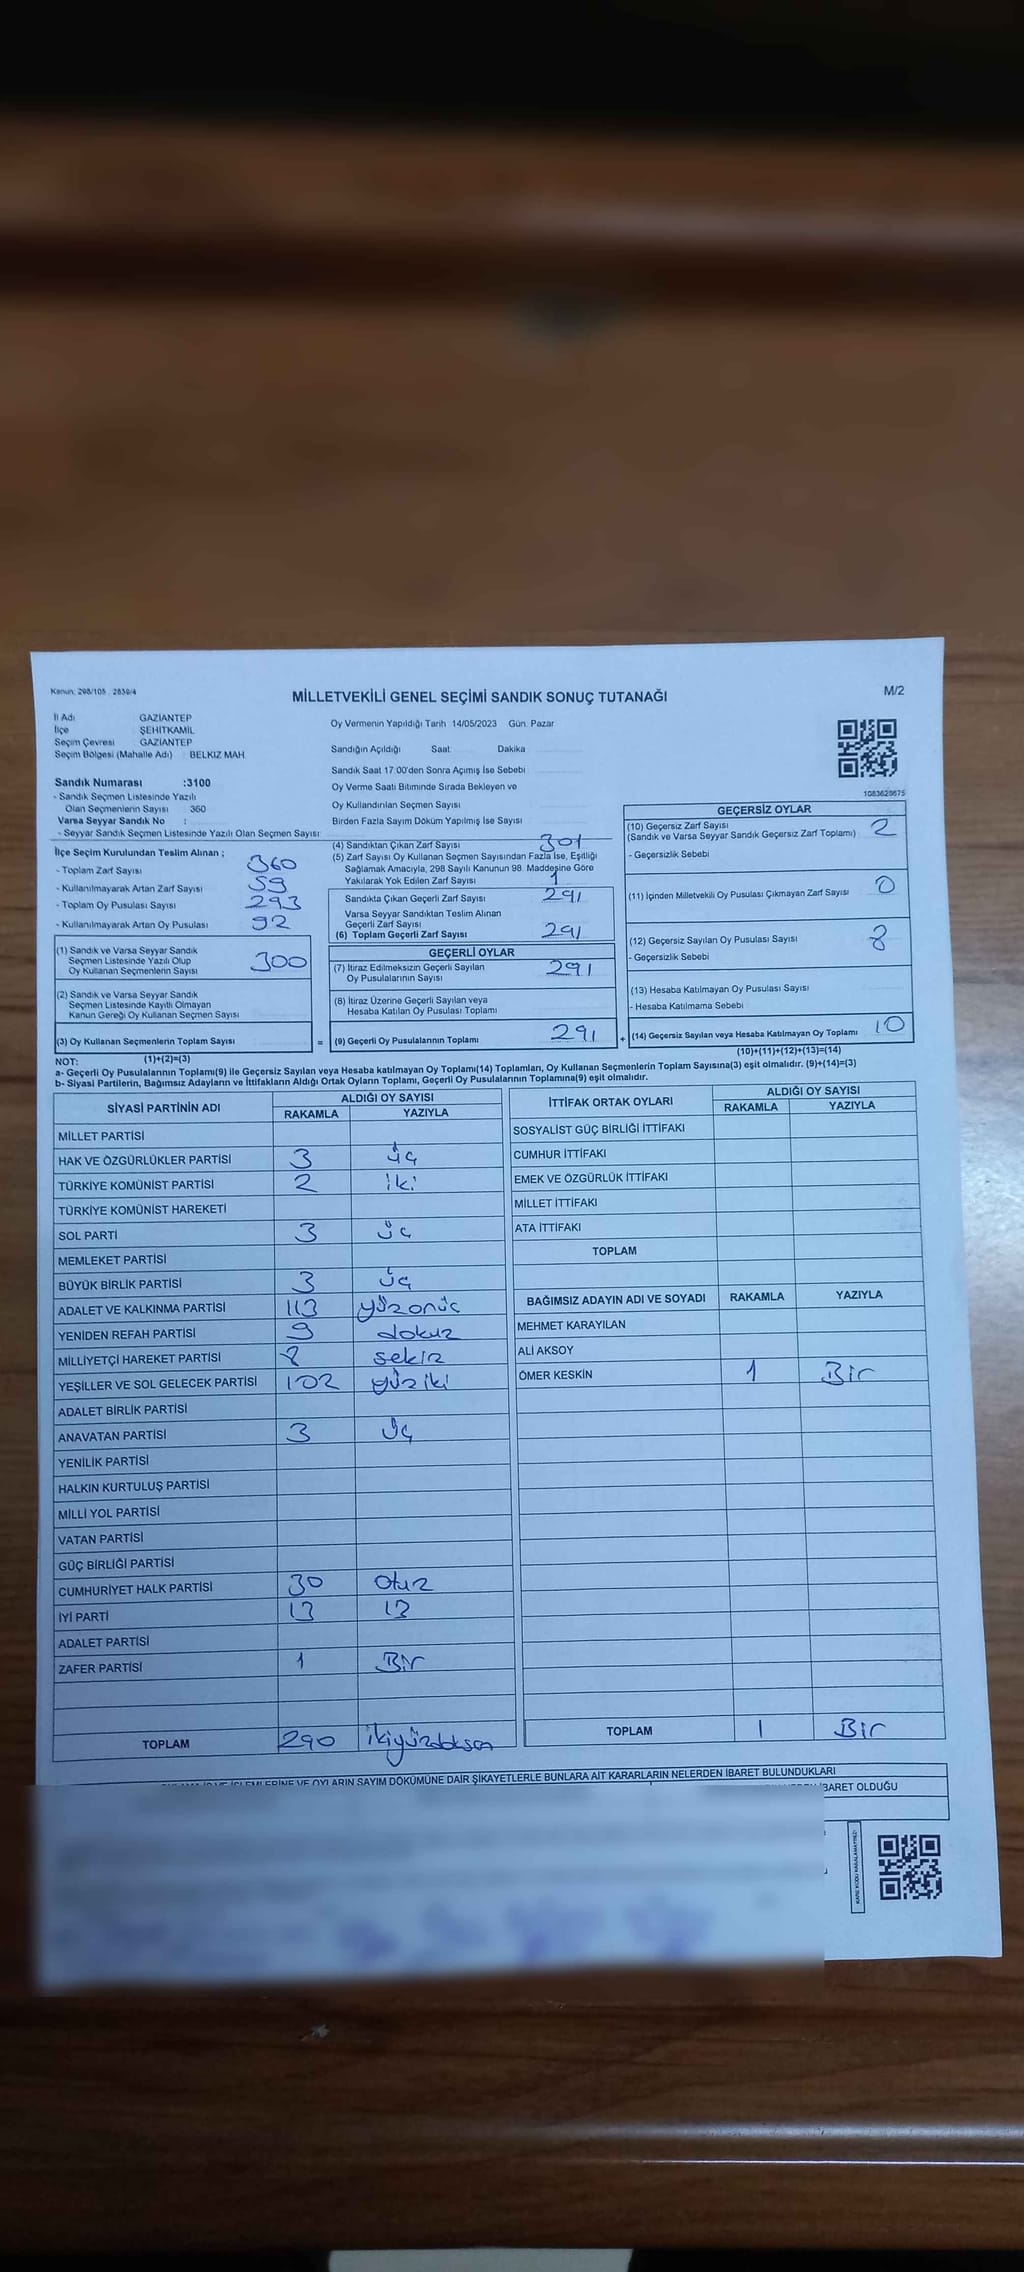 Kanun: 298/105 . 2839/4
MİLLETVEKİLİ GENEL SEÇİMİ SANDIK SONUÇ TUTANAĞI
M/2
İl Adı GAZİANTEP
İlçe ŞEHİTKAMİL
Seçim Çevresi GAZİANTEP
Seçim Bölgesi (Mahalle Adı) : BELKIZ MAH.
Sandık Numarası :3100
- Sandık Seçmen Listesinde Yazılı
Olan Seçmenlerin Sayısı 360
Varsa Seyyar Sandık No :
- Seyyar Sandık Seçmen Listesinde Yazılı Olan Seçmen Sayısı:
Oy Vermenin Yapıldığı Tarih 14/05/2023 Gün: Pazar
Sandığın Açıldığı Saat Dakika
Sandık Saat 17:00'den Sonra Açımış İse Sebebi
Oy Verme Saati Bitiminde Sırada Bekleyen ve
Oy Kullandırılan Seçmen Sayısı
Birden Fazla Sayım Döküm Yapılmış İse Sayısı
1083628675
İlçe Seçim Kurulundan Teslim Alınan ;
- Toplam Zarf Sayısı 360
- Kullanılmayarak Artan Zarf Sayısı 59
- Toplam Oy Pusulası Sayısı 293
- Kullanılmayarak Artan Oy Pusulası 92
(1) Sandık ve Varsa Seyyar Sandık
Seçmen Listesinde Yazılı Olup
Oy Kullanan Seçmenlerin Sayısı 300
(2) Sandık ve Varsa Seyyar Sandık
Seçmen Listesinde Kayıtlı Olmayan
Kanun Gereği Oy Kullanan Seçmen Sayısı
(3) Oy Kullanan Seçmenlerin Toplam Sayısı =
(4) Sandıktan Çıkan Zarf Sayısı 301
(5) Zarf Sayısı Oy Kullanan Seçmen Sayısından Fazla İse, Eşitliği
Sağlamak Amacıyla, 298 Sayılı Kanunun 98. Maddesine Göre
Yakılarak Yok Edilen Zarf Sayısı 1
Sandıkta Çıkan Geçerli Zarf Sayısı 291
Varsa Seyyar Sandıktan Teslim Alınan
Geçerli Zarf Sayısı
(6) Toplam Geçerli Zarf Sayısı 291
GEÇERLİ OYLAR
(7) İtiraz Edilmeksizin Geçerli Sayılan
Oy Pusulalarının Sayısı 291
(8) İtiraz Üzerine Geçerli Sayılan veya
Hesaba Katılan Oy Pusulası Toplamı
(9) Geçerli Oy Pusulalarının Toplamı 291 +
GEÇERSİZ OYLAR
(10) Geçersiz Zarf Sayısı
(Sandık ve Varsa Seyyar Sandık Geçersiz Zarf Toplamı) 2
- Geçersizlik Sebebi
(11) İçinden Milletvekili Oy Pusulası Çıkmayan Zarf Sayısı 0
(12) Geçersiz Sayılan Oy Pusulası Sayısı 8
- Geçersizlik Sebebi
(13) Hesaba Katılmayan Oy Pusulası Sayısı
- Hesaba Katılmama Sebebi
(14) Geçersiz Sayılan veya Hesaba Katılmayan Oy Toplamı 10
NOT: (1)+(2)=(3) (10)+(11)+(12)+(13)=(14)
a- Geçerli Oy Pusulalarının Toplamı(9) ile Geçersiz Sayılan veya Hesaba katılmayan Oy Toplamı(14) Toplamları, Oy Kullanan Seçmenlerin Toplam Sayısına(3) eşit olmalıdır. (9)+(14)=(3)
b- Siyasi Partilerin, Bağımsız Adayların ve İttifakların Aldığı Ortak Oyların Toplamı, Geçerli Oy Pusulalarının Toplamına(9) eşit olmalıdır.
SİYASİ PARTİNİN ADI ALDIĞI OY SAYISI
RAKAMLA YAZIYLA
MİLLET PARTİSİ
HAK VE ÖZGÜRLÜKLER PARTİSİ 3 üç
TÜRKİYE KOMÜNİST PARTİSİ 2 iki
TÜRKİYE KOMÜNİST HAREKETİ
SOL PARTİ 3 üç
MEMLEKET PARTİSİ
BÜYÜK BİRLİK PARTİSİ 3 üç
ADALET VE KALKINMA PARTİSİ 113 yüzonüç
YENİDEN REFAH PARTİSİ 9 dokuz
MİLLİYETÇİ HAREKET PARTİSİ 8 sekiz
YEŞİLLER VE SOL GELECEK PARTİSİ 102 yüziki
ADALET BİRLİK PARTİSİ
ANAVATAN PARTİSİ 3 üç
YENİLİK PARTİSİ
HALKIN KURTULUŞ PARTİSİ
MİLLİ YOL PARTİSİ
VATAN PARTİSİ
GÜÇ BİRLİĞİ PARTİSİ
CUMHURİYET HALK PARTİSİ 30 otuz
İYİ PARTİ 13 13
ADALET PARTİSİ
ZAFER PARTİSİ 1 Bir
TOPLAM 290 ikiyüzdoksan
İTTİFAK ORTAK OYLARI ALDIĞI OY SAYISI
RAKAMLA YAZIYLA
SOSYALİST GÜÇ BİRLİĞİ İTTİFAKI
CUMHUR İTTİFAKI
EMEK VE ÖZGÜRLÜK İTTİFAKI
MİLLET İTTİFAKI
ATA İTTİFAKI
TOPLAM
BAĞIMSIZ ADAYIN ADI VE SOYADI RAKAMLA YAZIYLA
MEHMET KARAYILAN
ALİ AKSOY
ÖMER KESKİN 1 Bir
TOPLAM 1 Bir
İŞLEMLERİNE VE OYLARIN SAYIM DÖKÜMÜNE DAİR ŞİKAYETLERLE BUNLARA AİT KARARLARIN NELERDEN İBARET BULUNDUKLARI
İBARET OLDUĞU